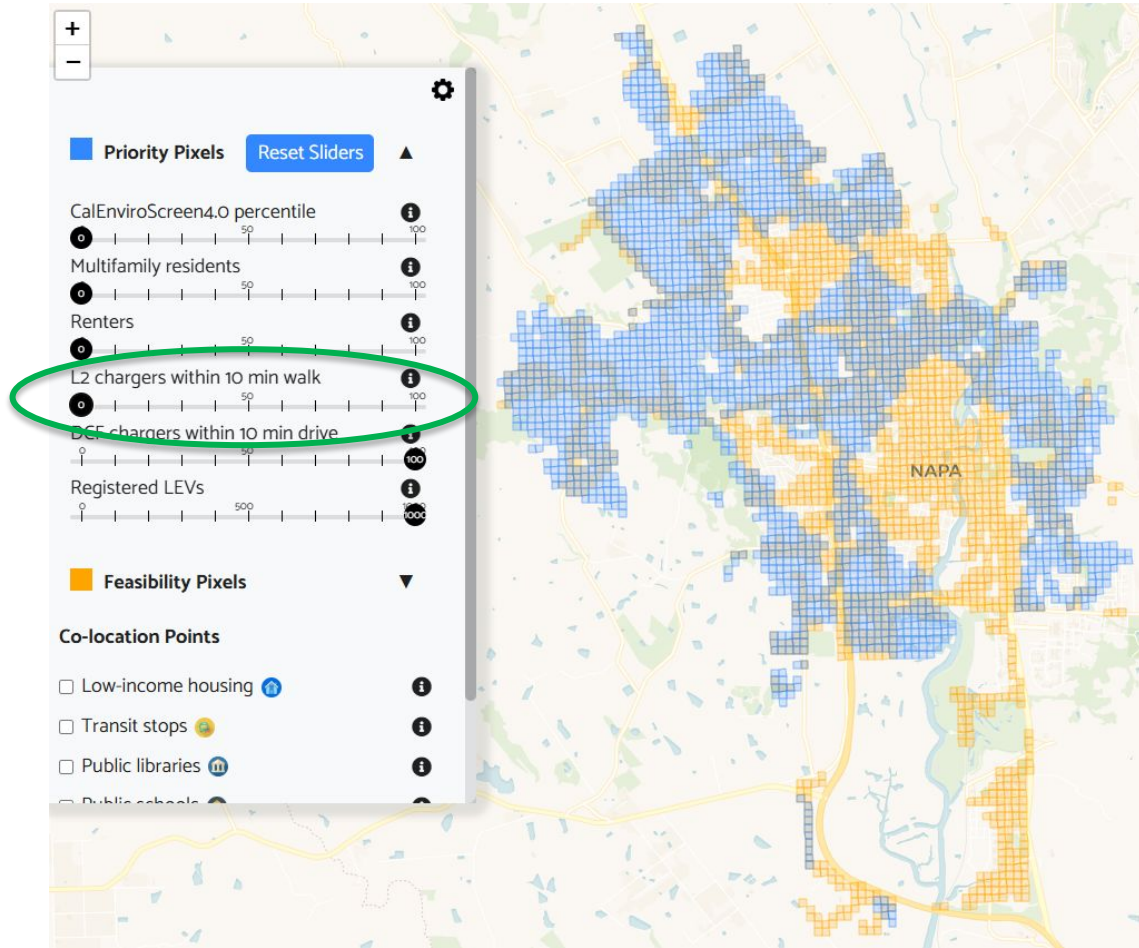 +
−
Priority Pixels Reset Sliders ▲
CalEnviroScreen4.0 percentile
0 50 100
Multifamily residents
0 50 100
Renters
0 50 100
L2 chargers within 10 min walk
0 50 100
DCF chargers within 10 min drive
0 50 100
Registered LEVs
0 500 1000
Feasibility Pixels ▼
Co-location Points
Low-income housing
Transit stops
Public libraries
Public schools
NAPA